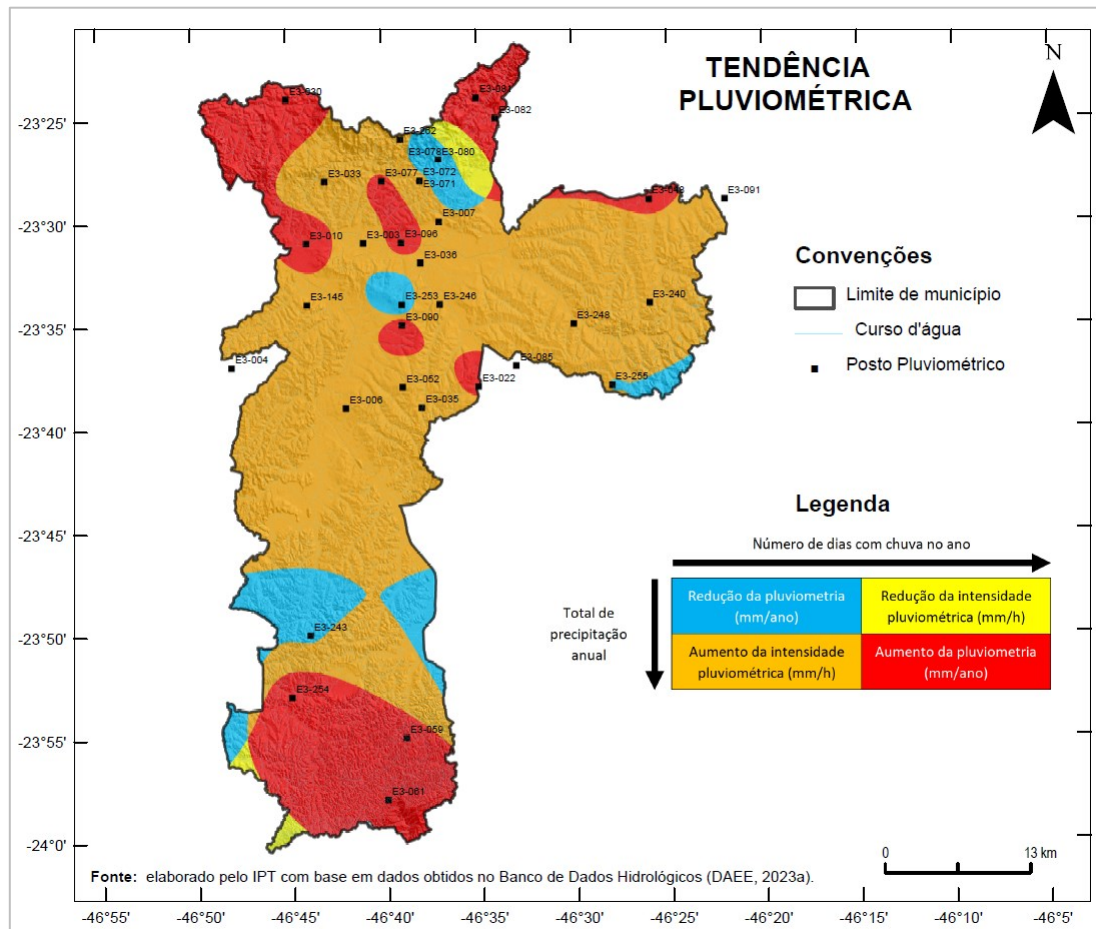 TENDÊNCIA
PLUVIOMÉTRICA
N
-23°25'
-23°30'
-23°35'
-23°40'
-23°45'
-23°50'
-23°55'
-24°0'
E3-030
E3-081
E3-082
E3-262
E3-078
E3-080
E3-033
E3-077
E3-072
E3-071
E3-048
E3-091
E3-007
E3-010
E3-003
E3-096
E3-036
E3-145
E3-253
E3-246
E3-240
E3-248
E3-090
E3-004
E3-085
E3-022
E3-255
E3-052
E3-006
E3-035
E3-243
E3-254
E3-059
E3-061
Convenções
Limite de município
Curso d'água
Posto Pluviométrico
Legenda
Número de dias com chuva no ano
Total de
precipitação
anual
Redução da pluviometria
(mm/ano)
Redução da intensidade
pluviométrica (mm/h)
Aumento da intensidade
pluviométrica (mm/h)
Aumento da pluviometria
(mm/ano)
0 13 km
Fonte: elaborado pelo IPT com base em dados obtidos no Banco de Dados Hidrológicos (DAEE, 2023a).
-46°55' -46°50' -46°45' -46°40' -46°35' -46°30' -46°25' -46°20' -46°15' -46°10' -46°5'